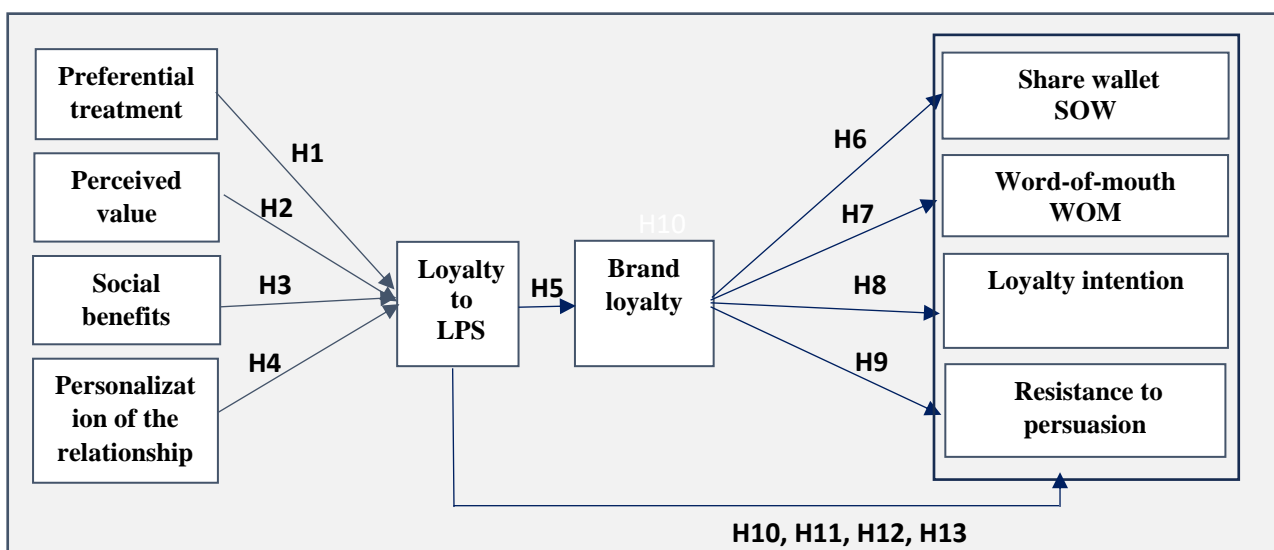 Preferential
treatment
H1
Perceived
value
H2
Social
benefits
H3
Personalizat
ion of the
relationship
H4
Loyalty
to
LPS
H5
Brand
loyalty
H10
H6
H7
H8
H9
Share wallet
SOW
Word-of-mouth
WOM
Loyalty intention
Resistance to
persuasion
H10, H11, H12, H13